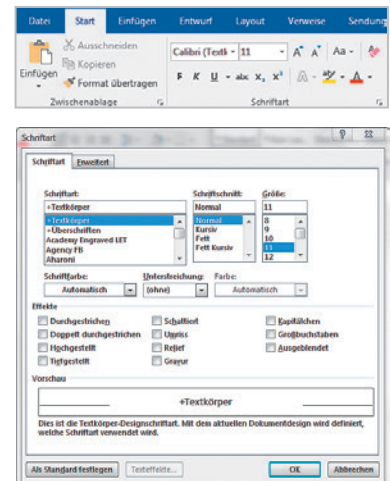 Datei Start Einfügen Entwurf Layout Verweise Sendung
Ausschneiden
Kopieren
Format übertragen
Einfügen
Zwischenablage
Calibri (Textk 11 A A Aa
F K U abc X, X² A ab A
Schriftart
Schriftart
Schriftart Erweitert
Schriftart: Schriftschnitt: Größe:
+Textkörper Normal 11
+Textkörper Normal 8
+Überschriften Kursiv 9
Academy Engraved LET Fett 10
Agency FB Fett Kursiv 11
Aharoni 12
Schriftfarbe: Unterstreichung: Farbe:
Automatisch (ohne) Automatisch
Effekte
Durchgestrichen Schattiert Kapitälchen
Doppelt durchgestrichen Umriss Großbuchstaben
Hochgestellt Relief Ausgeblendet
Tiefgestellt Gravur
Vorschau
+Textkörper
Dies ist die Textkörper-Designschriftart. Mit dem aktuellen Dokumentdesign wird definiert,
welche Schriftart verwendet wird.
Als Standard festlegen Texteffekte... OK Abbrechen